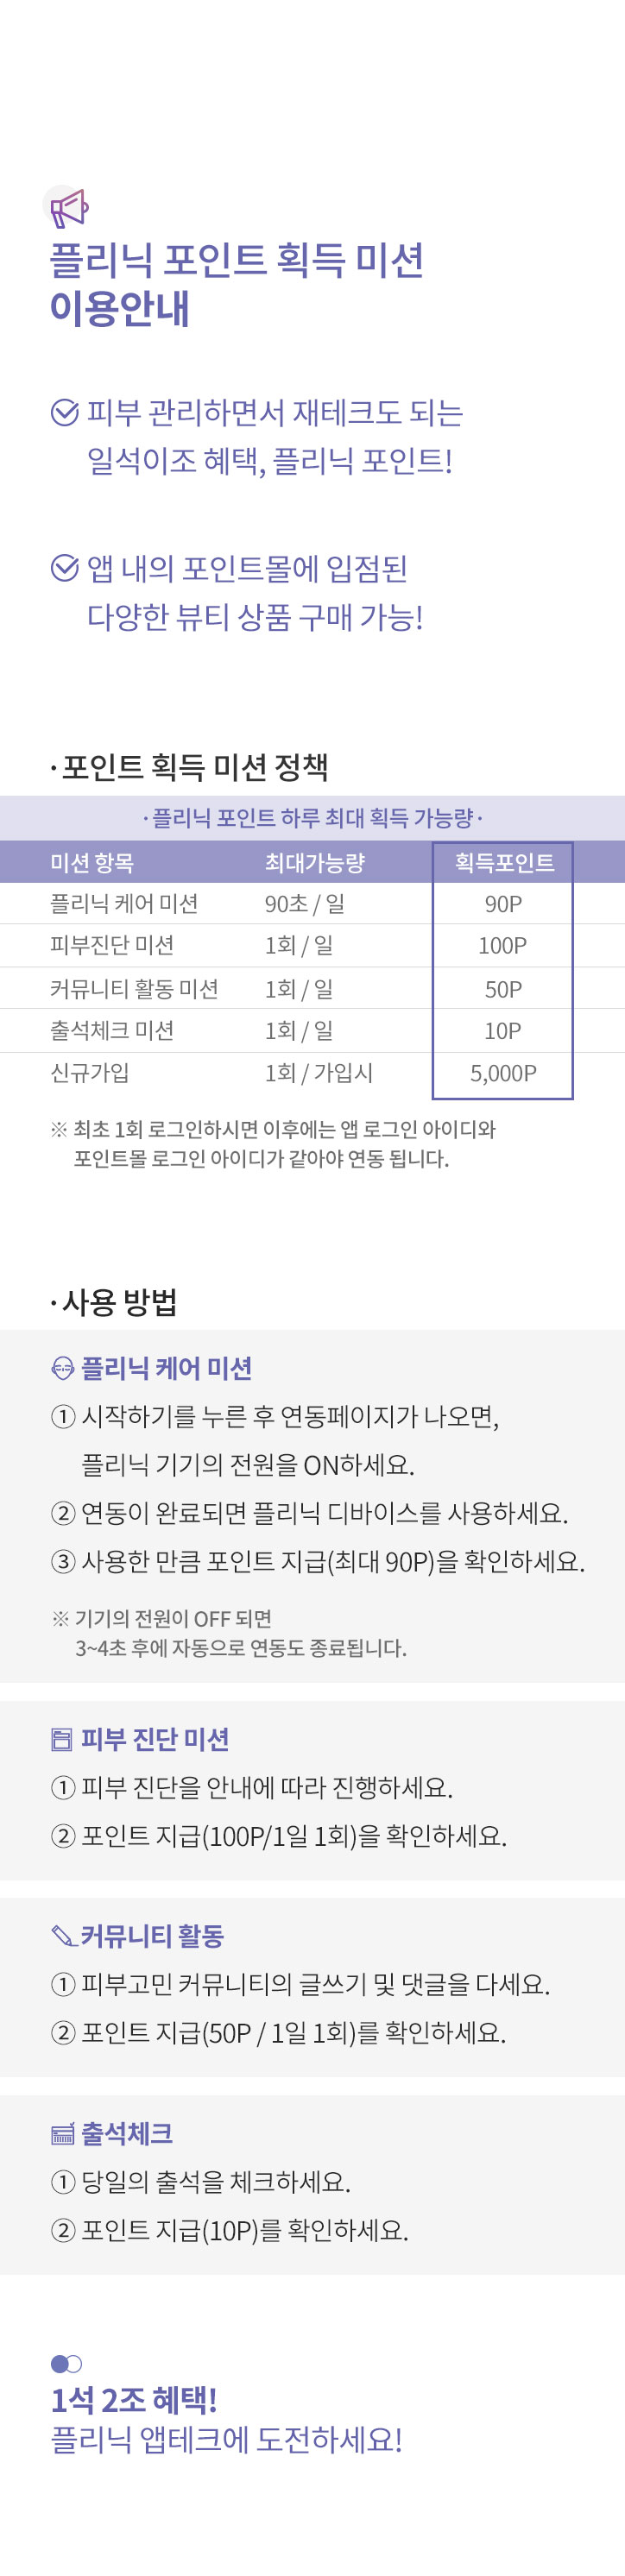 플리닉 포인트 획득 미션
이용안내
피부 관리하면서 재테크도 되는
일석이조 혜택, 플리닉 포인트!
앱 내의 포인트몰에 입점된
다양한 뷰티 상품 구매 가능!
· 포인트 획득 미션 정책
· 플리닉 포인트 하루 최대 획득 가능량 ·
미션 항목 최대가능량 획득포인트
플리닉 케어 미션 90초 / 일 90P
피부진단 미션 1회 / 일 100P
커뮤니티 활동 미션 1회 / 일 50P
출석체크 미션 1회 / 일 10P
신규가입 1회 / 가입시 5,000P
※ 최초 1회 로그인하시면 이후에는 앱 로그인 아이디와
포인트몰 로그인 아이디가 같아야 연동 됩니다.
· 사용 방법
플리닉 케어 미션
① 시작하기를 누른 후 연동페이지가 나오면,
플리닉 기기의 전원을 ON하세요.
② 연동이 완료되면 플리닉 디바이스를 사용하세요.
③ 사용한 만큼 포인트 지급(최대 90P)을 확인하세요.
※ 기기의 전원이 OFF 되면
3~4초 후에 자동으로 연동도 종료됩니다.
피부 진단 미션
① 피부 진단을 안내에 따라 진행하세요.
② 포인트 지급(100P/1일 1회)을 확인하세요.
커뮤니티 활동
① 피부고민 커뮤니티의 글쓰기 및 댓글을 다세요.
② 포인트 지급(50P / 1일 1회)를 확인하세요.
출석체크
① 당일의 출석을 체크하세요.
② 포인트 지급(10P)를 확인하세요.
1석 2조 혜택!
플리닉 앱테크에 도전하세요!